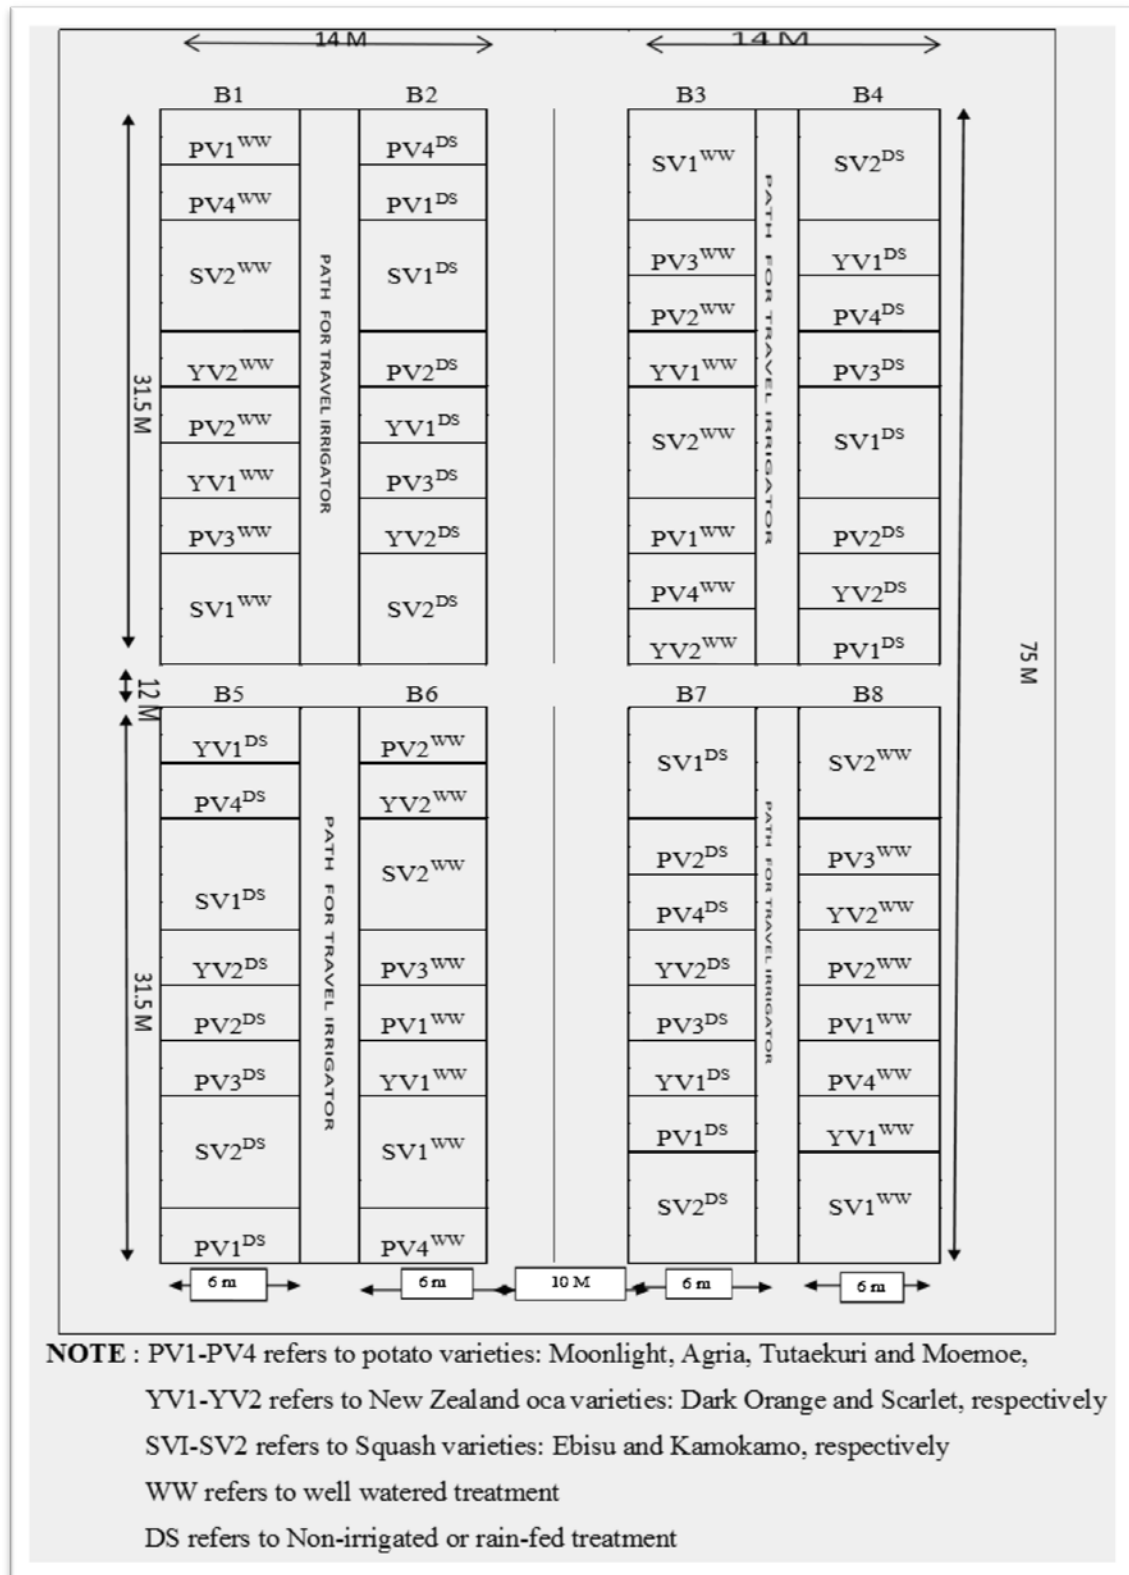 14 M
14 M
B1
B2
B3
B4
PV1WW
PV4WW
SV2WW
YV2WW
PV2WW
YV1WW
PV3WW
SV1WW
PATH FOR TRAVEL IRRIGATOR
PV4DS
PV1DS
SV1DS
PV2DS
YV1DS
PV3DS
YV2DS
SV2DS
SV1WW
PV3WW
PV2WW
YV1WW
SV2WW
PV1WW
PV4WW
YV2WW
PATH FOR TRAVEL IRRIGATOR
SV2DS
YV1DS
PV4DS
PV3DS
SV1DS
PV2DS
YV2DS
PV1DS
31.5 M
12 M
75 M
B5
B6
B7
B8
YV1DS
PV4DS
SV1DS
YV2DS
PV2DS
PV3DS
SV2DS
PV1DS
PATH FOR TRAVEL IRRIGATOR
PV2WW
YV2WW
SV2WW
PV3WW
PV1WW
YV1WW
SV1WW
PV4WW
SV1DS
PV2DS
PV4DS
YV2DS
PV3DS
YV1DS
PV1DS
SV2DS
PATH FOR TRAVEL IRRIGATOR
SV2WW
PV3WW
YV2WW
PV2WW
PV1WW
PV4WW
YV1WW
SV1WW
31.5 M
6 m
6 m
10 M
6 m
6 m
NOTE : PV1-PV4 refers to potato varieties: Moonlight, Agria, Tutaekuri and Moemoe,
YV1-YV2 refers to New Zealand oca varieties: Dark Orange and Scarlet, respectively
SVI-SV2 refers to Squash varieties: Ebisu and Kamokamo, respectively
WW refers to well watered treatment
DS refers to Non-irrigated or rain-fed treatment